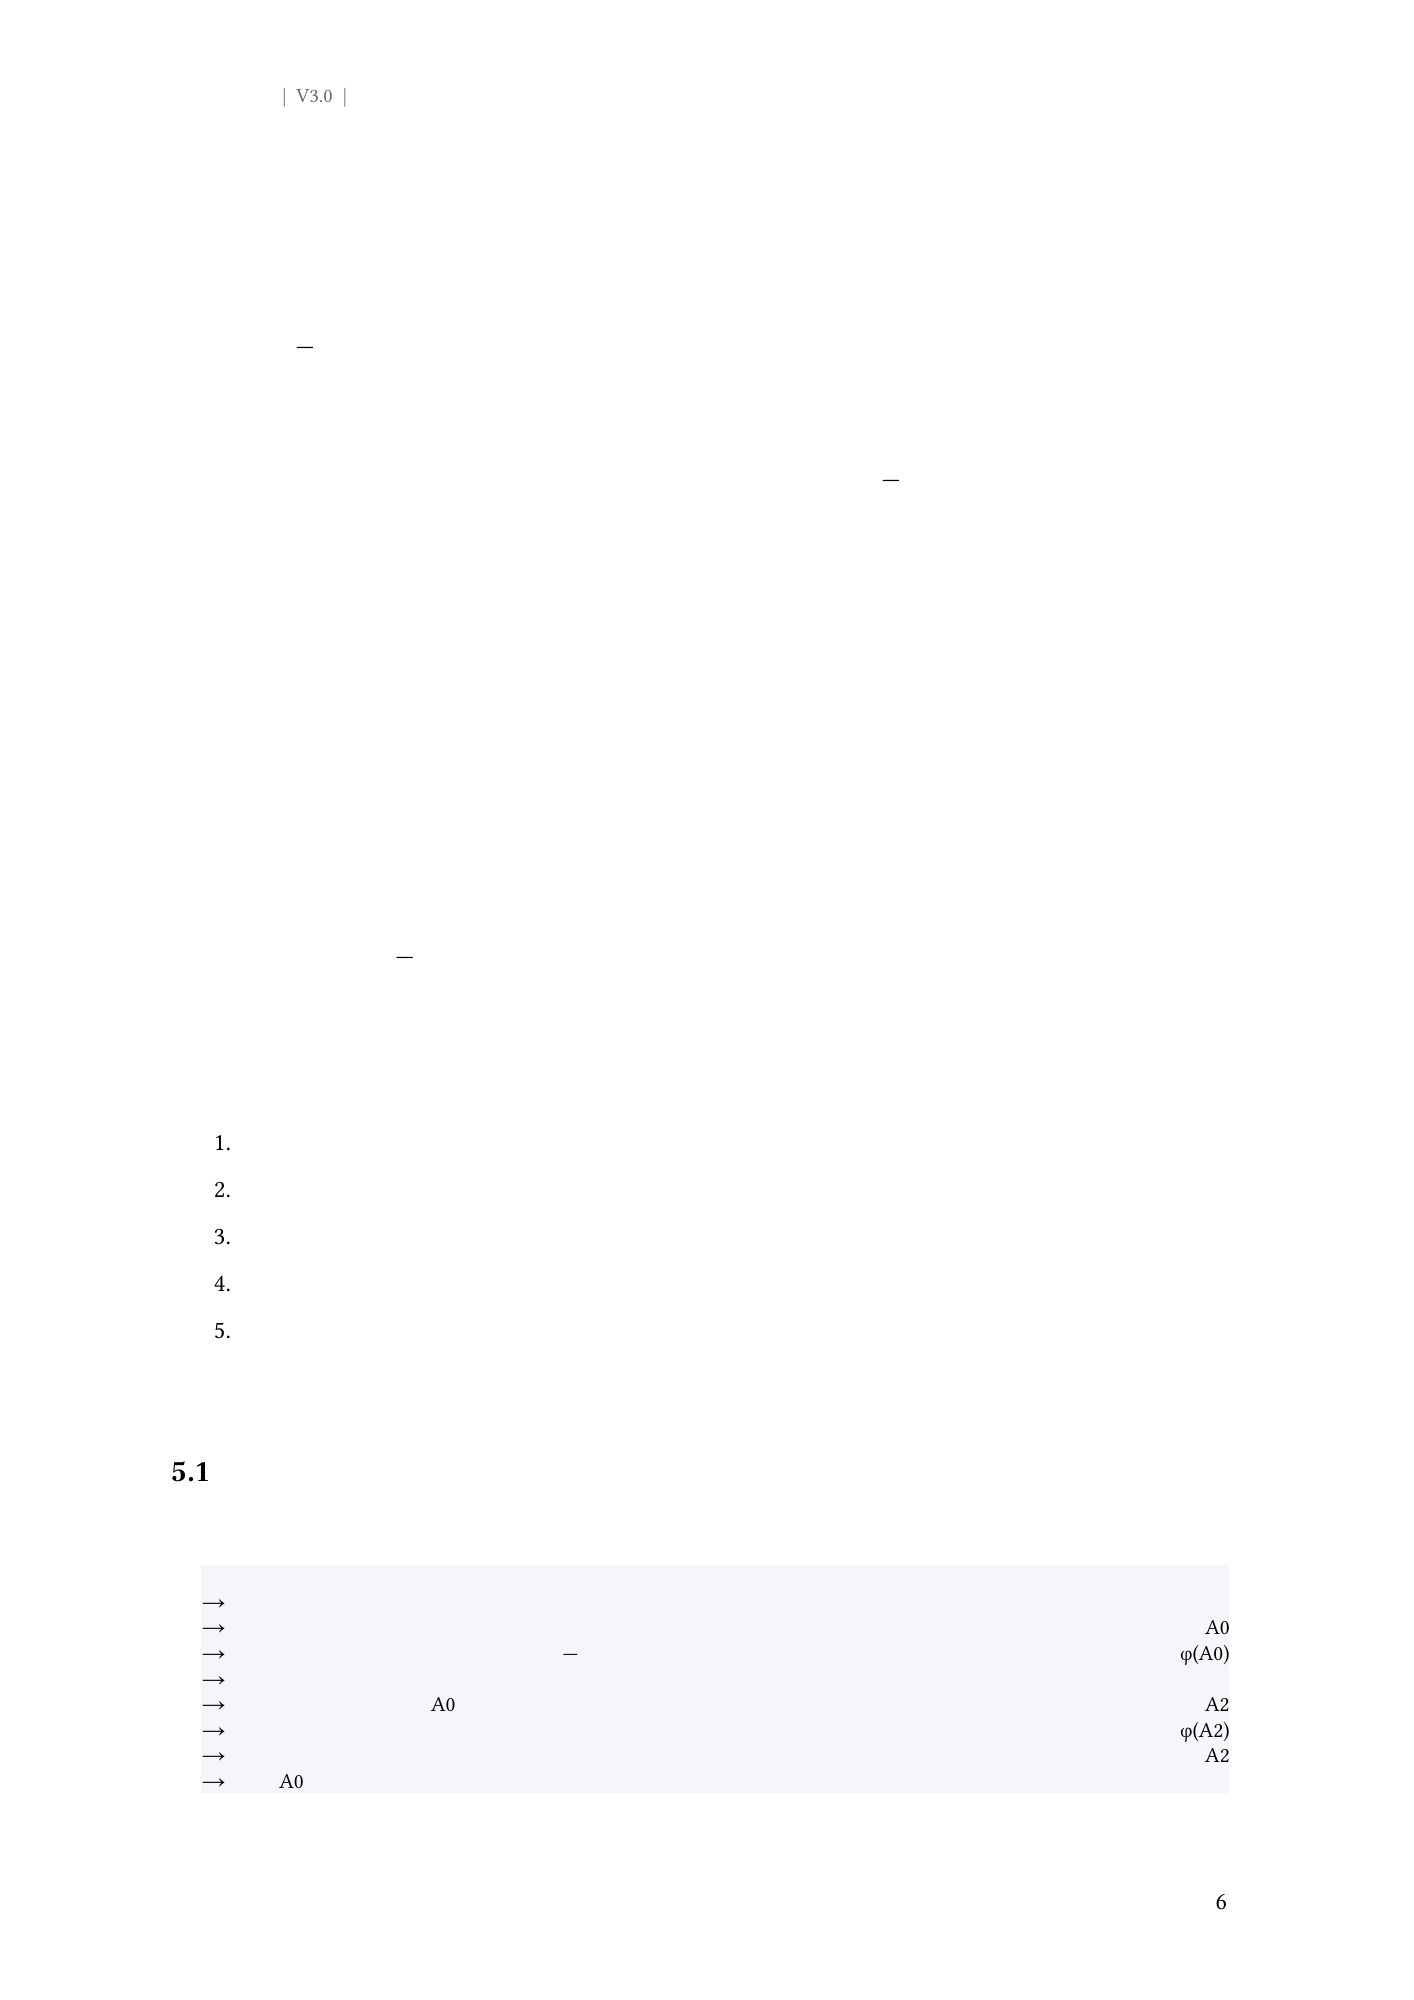 | V3.0 |
—
—
—
1.
2.
3.
4.
5.
5.1
→
→ A0
→ — φ(A0)
→
→ A0 A2
→ φ(A2)
→ A2
→ A0
6